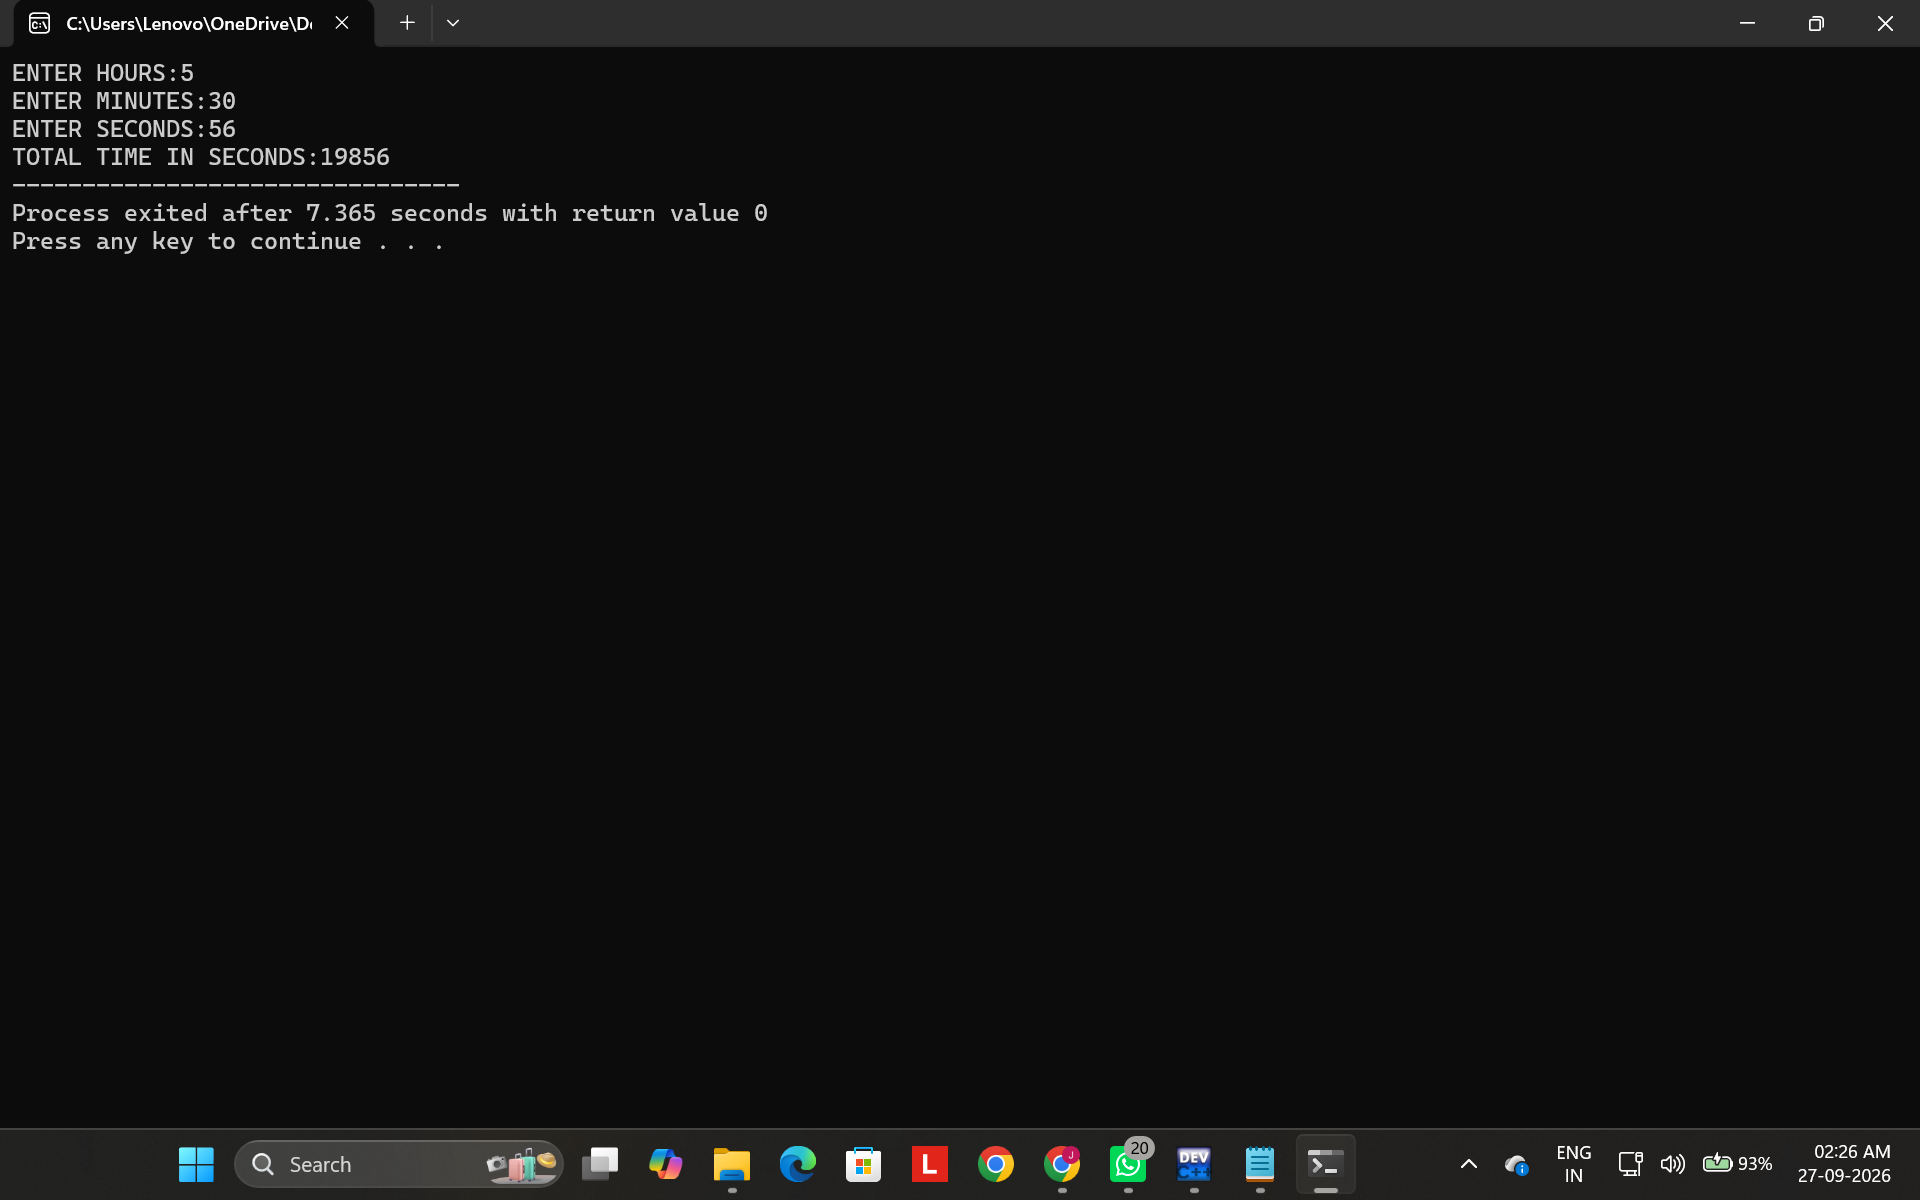 C:\Users\Lenovo\OneDrive\D
ENTER HOURS:5
ENTER MINUTES:30
ENTER SECONDS:56
TOTAL TIME IN SECONDS:19856
--------------------------------
Process exited after 7.365 seconds with return value 0
Press any key to continue . . .
Search
L
J
20
DEV
C++
ENG
IN
93%
02:26 AM
27-09-2026